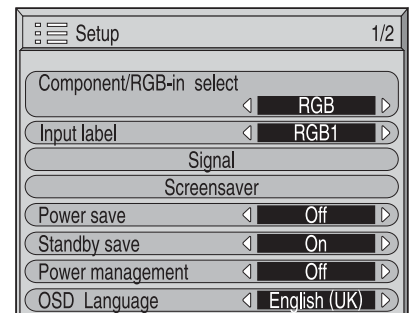 Setup 1/2
Component/RGB-in select
RGB
Input label RGB1
Signal
Screensaver
Power save Off
Standby save On
Power management Off
OSD Language English (UK)